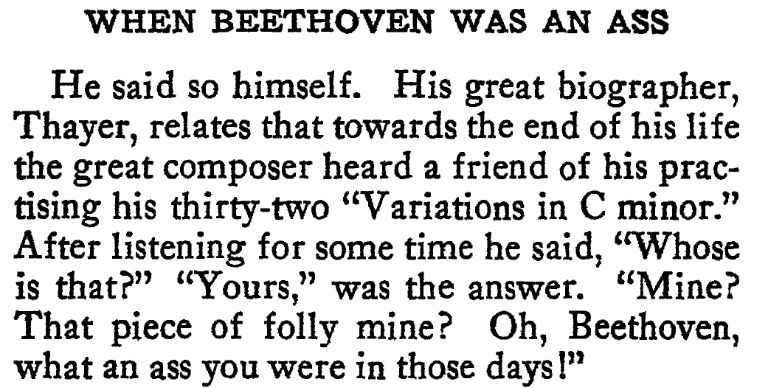 WHEN BEETHOVEN WAS AN ASS
He said so himself. His great biographer,
Thayer, relates that towards the end of his life
the great composer heard a friend of his prac-
tising his thirty-two “Variations in C minor.”
After listening for some time he said, “Whose
is that?” “Yours,” was the answer. “Mine?
That piece of folly mine? Oh, Beethoven,
what an ass you were in those days!”